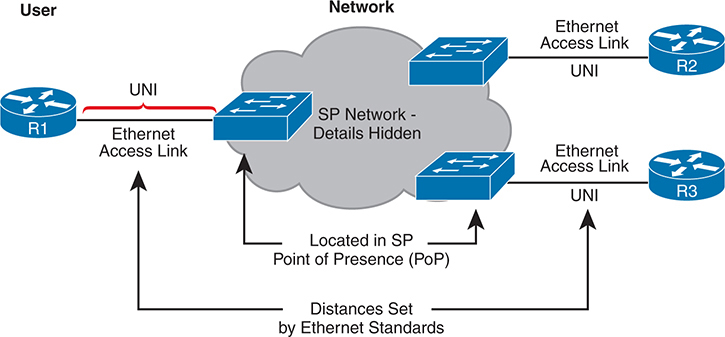 User
Network
UNI
R1
Ethernet
Access Link
SP Network -
Details Hidden
Ethernet
Access Link
UNI
R2
Ethernet
Access Link
UNI
R3
Located in SP
Point of Presence (PoP)
Distances Set
by Ethernet Standards